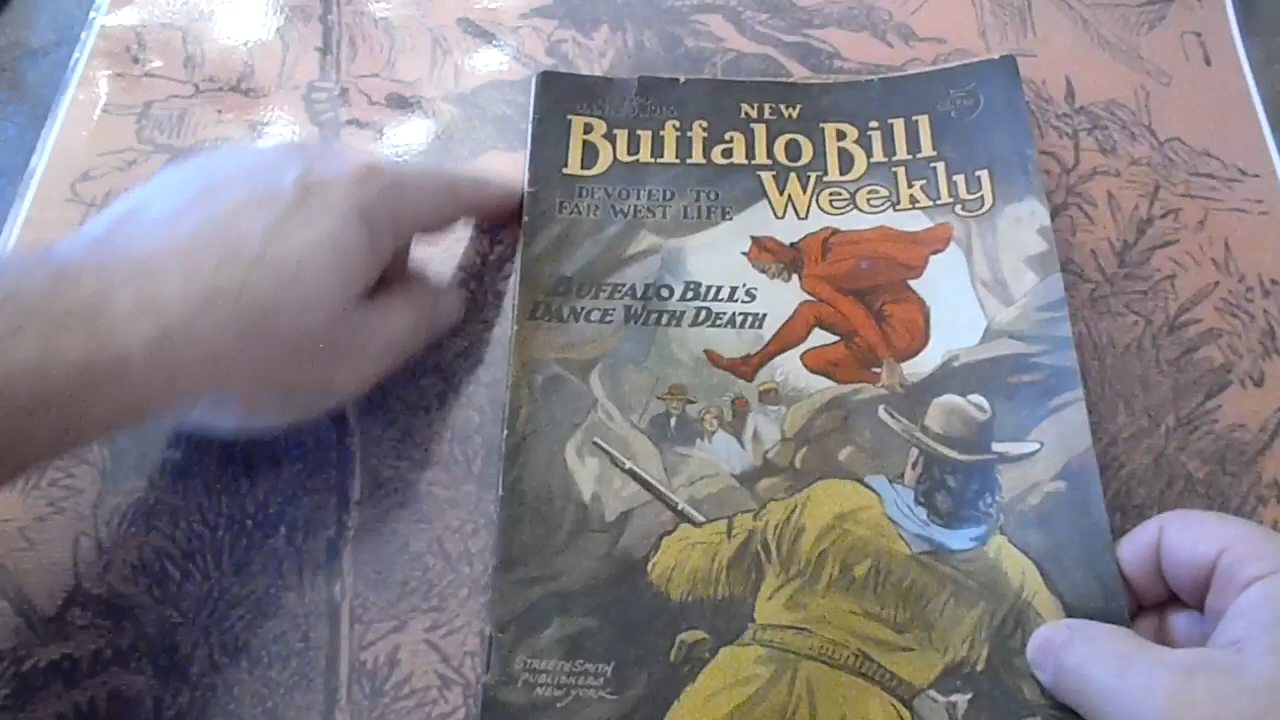 NEW
5
Buffalo Bill
Weekly
DEVOTED TO
FAR WEST LIFE
BUFFALO BILL'S
DANCE WITH DEATH
STREET & SMITH
PUBLISHERS
NEW YORK